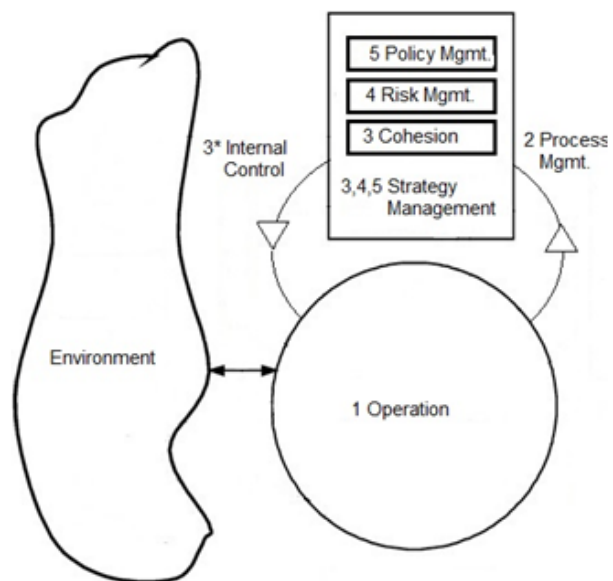 5 Policy Mgmt.
4 Risk Mgmt.
3 Cohesion
3,4,5 Strategy
Management
3* Internal
Control
2 Process
Mgmt.
Environment
1 Operation